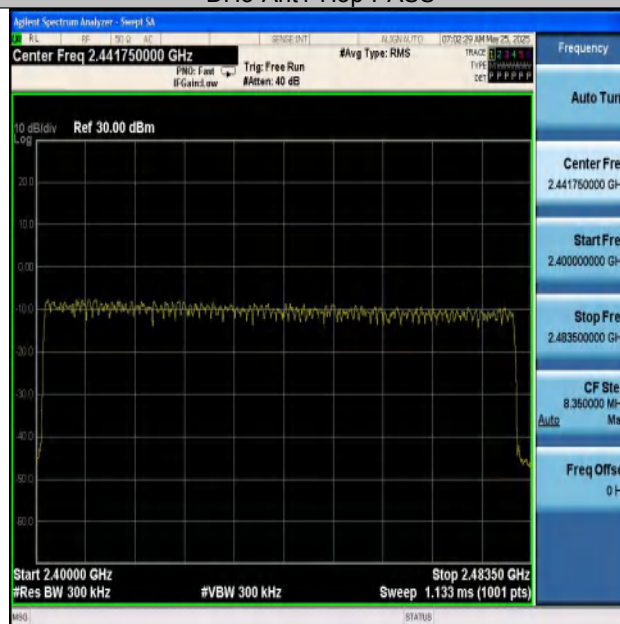 Agilent Spectrum Analyzer - Swept SA
RL RF 50 Ω AC SENSE:INT ALIGN AUTO 07:02:29 AM May 25, 2025
Center Freq 2.441750000 GHz
#Avg Type: RMS
TRACE 1 2 3 4 5 6
PNO: Fast
Trig: Free Run
TYPE
IFGain:Low
#Atten: 40 dB
DET P P P P P P
10 dB/div Ref 30.00 dBm
Log
20.0
10.0
0.00
-10.0
-20.0
-30.0
-40.0
-50.0
-60.0
Start 2.40000 GHz
Stop 2.48350 GHz
#Res BW 300 kHz #VBW 300 kHz Sweep 1.133 ms (1001 pts)
MSG STATUS
Frequency
Auto Tun
Center Fre
2.441750000 GH
Start Fre
2.400000000 GH
Stop Fre
2.483500000 GH
CF Ste
8.350000 MH
Auto Ma
Freq Offse
0 H